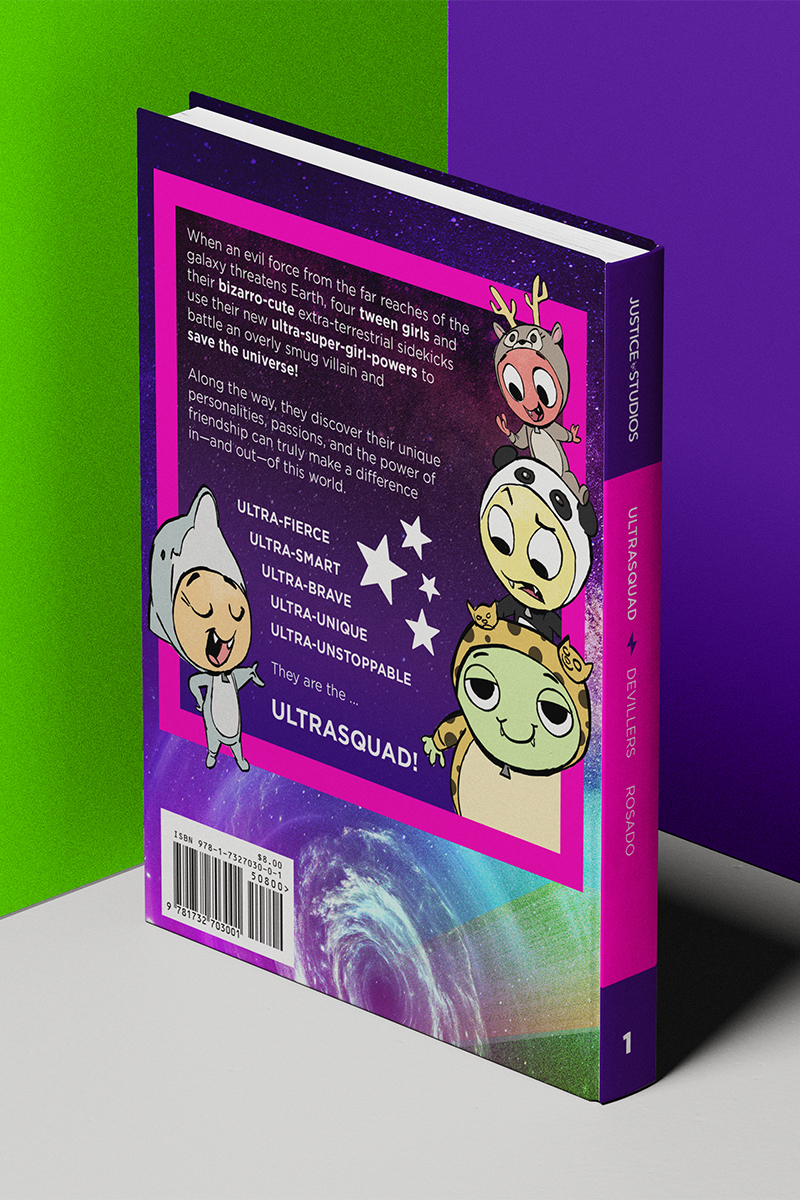 When an evil force from the far reaches of the
galaxy threatens Earth, four tween girls and
their bizarro-cute extra-terrestrial sidekicks
use their new ultra-super-girl-powers to
battle an overly smug villain and
save the universe!
Along the way, they discover their unique
personalities, passions, and the power of
friendship can truly make a difference
in—and out—of this world.
ULTRA-FIERCE
ULTRA-SMART
ULTRA-BRAVE
ULTRA-UNIQUE
ULTRA-UNSTOPPABLE
They are the ...
ULTRASQUAD!
ISBN 978-1-7327030-0-1
$8.00
50800>
9 781732 703001
JUSTICE STUDIOS
ULTRASQUAD DEVILLERS ROSADO
1